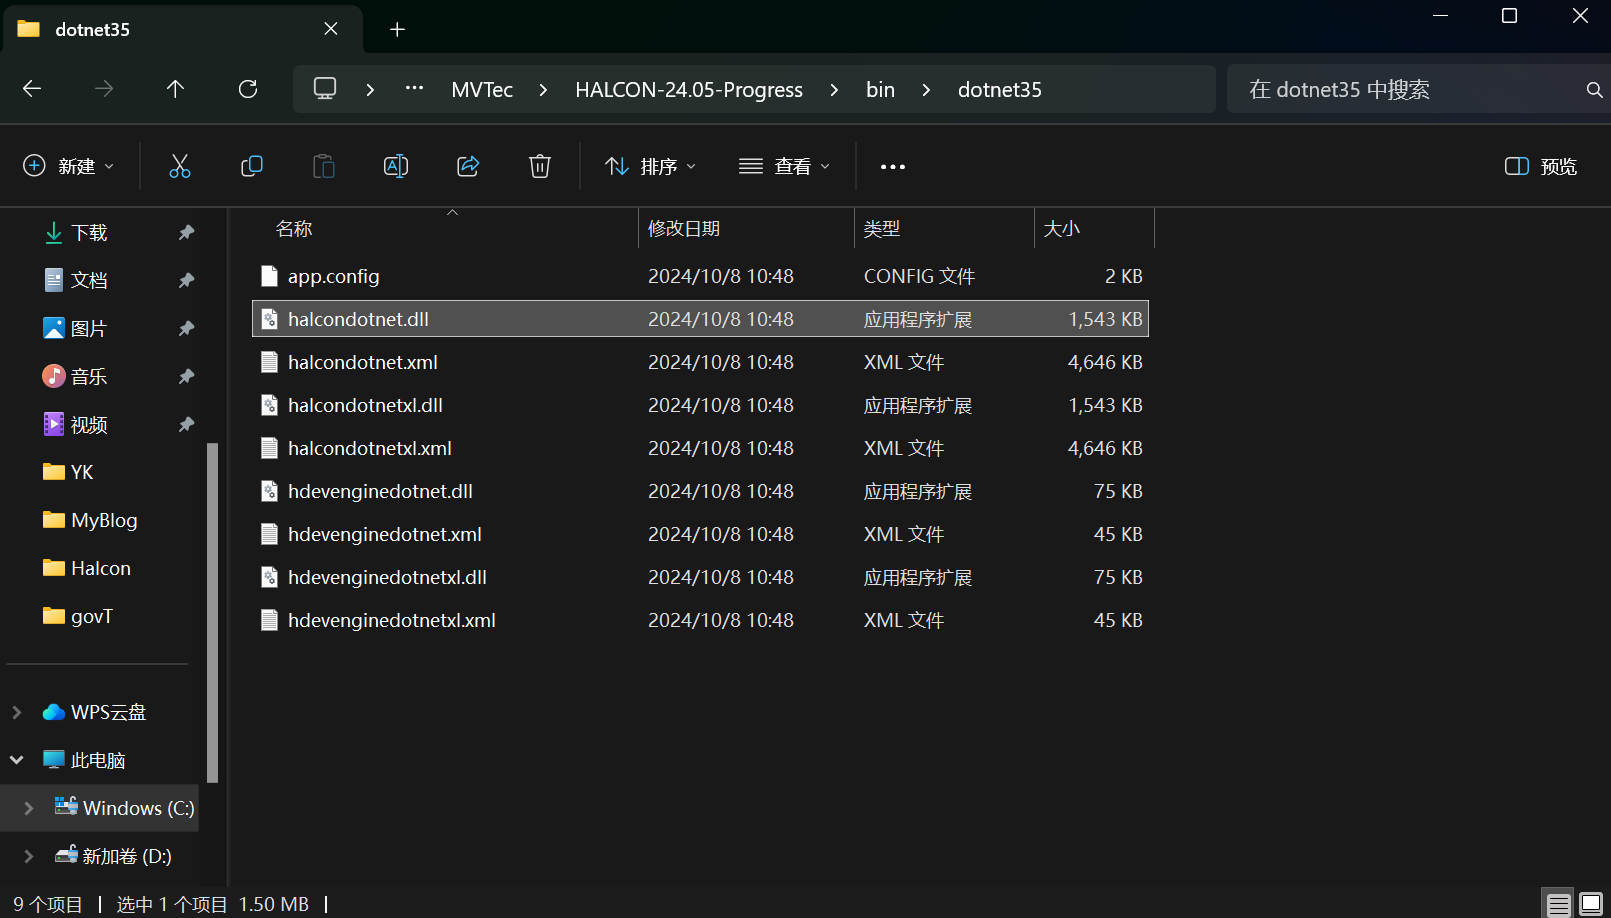 dotnet35
MVTec
HALCON-24.05-Progress
bin
dotnet35
在 dotnet35 中搜索
新建
排序
查看
预览
下载
文档
图片
音乐
视频
YK
MyBlog
Halcon
govT
WPS云盘
此电脑
Windows (C:)
新加卷 (D:)
名称 修改日期 类型 大小
app.config 2024/10/8 10:48 CONFIG 文件 2 KB
halcondotnet.dll 2024/10/8 10:48 应用程序扩展 1,543 KB
halcondotnet.xml 2024/10/8 10:48 XML 文件 4,646 KB
halcondotnetxl.dll 2024/10/8 10:48 应用程序扩展 1,543 KB
halcondotnetxl.xml 2024/10/8 10:48 XML 文件 4,646 KB
hdevenginedotnet.dll 2024/10/8 10:48 应用程序扩展 75 KB
hdevenginedotnet.xml 2024/10/8 10:48 XML 文件 45 KB
hdevenginedotnetxl.dll 2024/10/8 10:48 应用程序扩展 75 KB
hdevenginedotnetxl.xml 2024/10/8 10:48 XML 文件 45 KB
9 个项目 | 选中 1 个项目 1.50 MB |